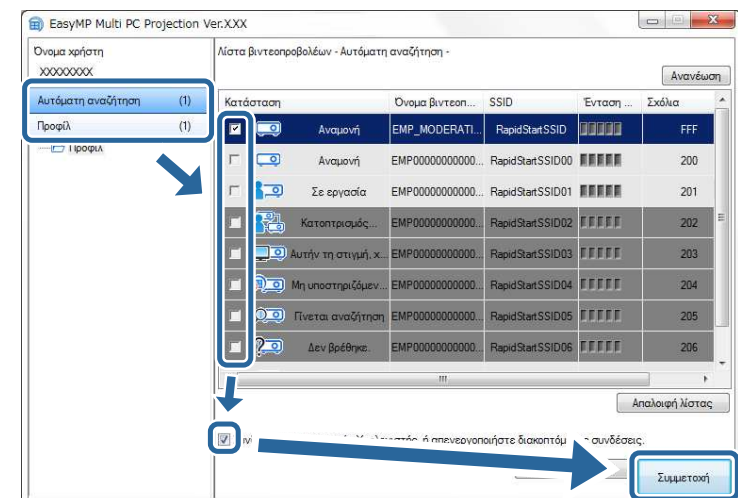 EasyMP Multi PC Projection Ver.XXX
Όνομα χρήστη
XXXXXXXX
Αυτόματη αναζήτηση (1)
Προφίλ (1)
Προφίλ
Λίστα βιντεοπροβολέων - Αυτόματη αναζήτηση -
Ανανέωση
Κατάσταση Όνομα βιντεοπ... SSID Ένταση ... Σχόλια
Αναμονή EMP_MODERATI... RapidStartSSID FFF
Αναμονή EMP00000000000... RapidStartSSID00 200
Σε εργασία EMP00000000000... RapidStartSSID01 201
Κατοπτρισμός... EMP00000000000... RapidStartSSID02 202
Αυτήν τη στιγμή, χ... EMP00000000000... RapidStartSSID03 203
Μη υποστηριζόμεν... EMP00000000000... RapidStartSSID04 204
Γίνεται αναζήτηση EMP00000000000... RapidStartSSID05 205
Δεν βρέθηκε. EMP00000000000... RapidStartSSID06 206
Απαλοιφή λίστας
ή απενεργοποιήστε διακοπτόμ συνδέσεις.
Συμμετοχή